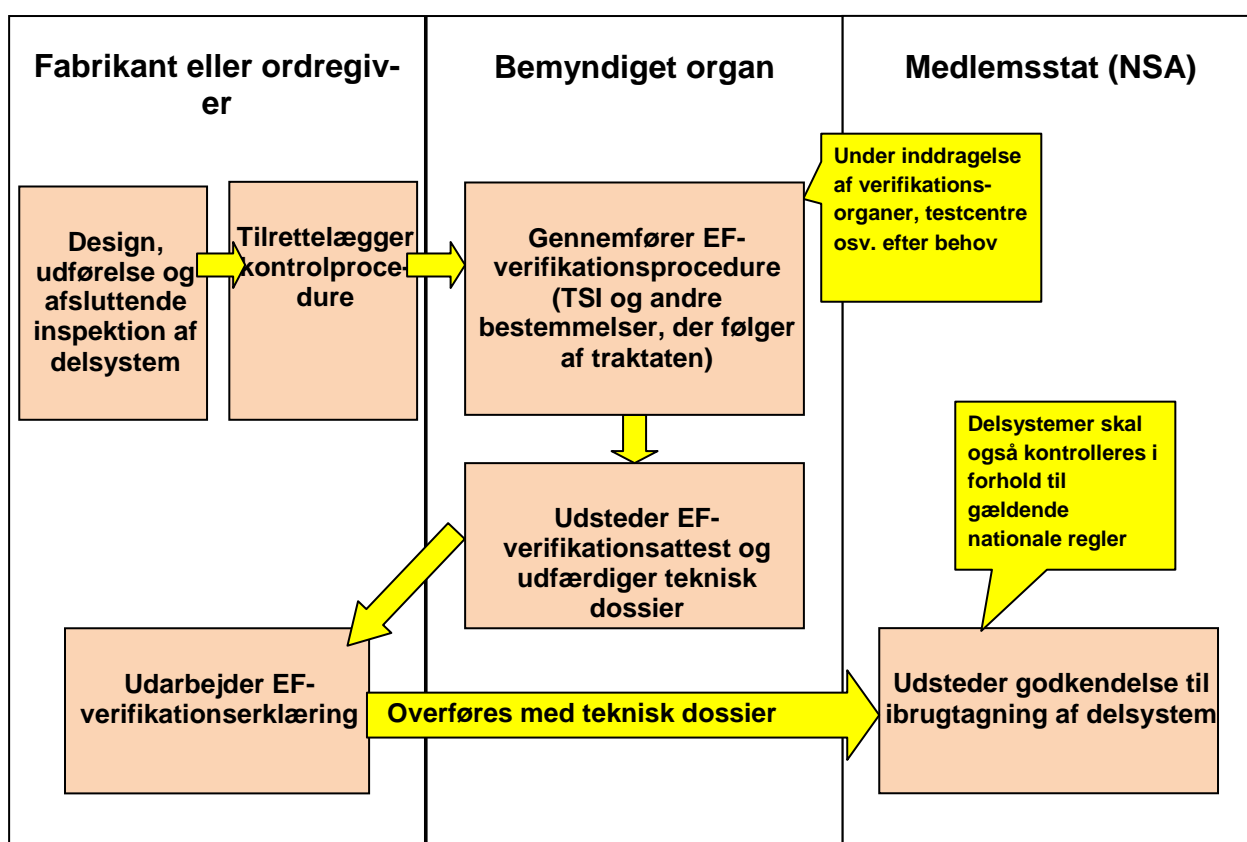 Fabrikant eller ordregiv-
er
Bemyndiget organ
Medlemsstat (NSA)
Design,
udførelse og
afsluttende
inspektion af
delsystem
Tilrettelægger
kontrolproce-
dure
Gennemfører EF-
verifikationsprocedure
(TSI og andre
bestemmelser, der følger
af traktaten)
Under inddragelse
af verifikations-
organer, testcentre
osv. efter behov
Udsteder EF-
verifikationsattest og
udfærdiger teknisk
dossier
Delsystemer skal
også kontrolleres i
forhold til
gældende
nationale regler
Udarbejder EF-
verifikationserklæring
Overføres med teknisk dossier
Udsteder godkendelse til
ibrugtagning af delsystem